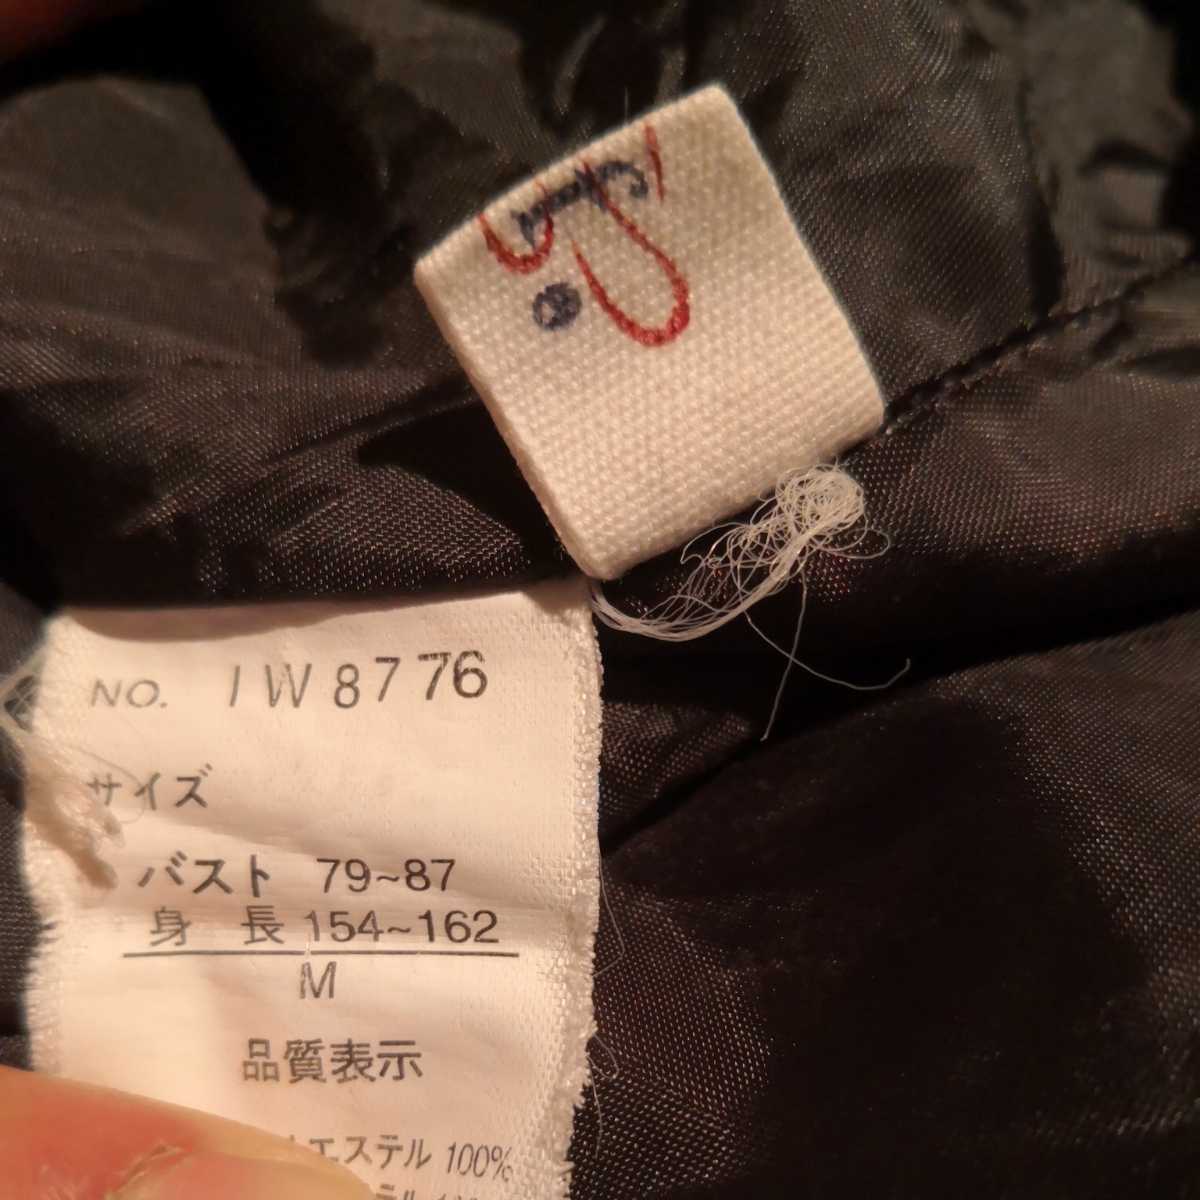 ®
NO. IW8776
サイズ
バスト 79~87
身 長 154~162
M
品質表示
エステル 100%